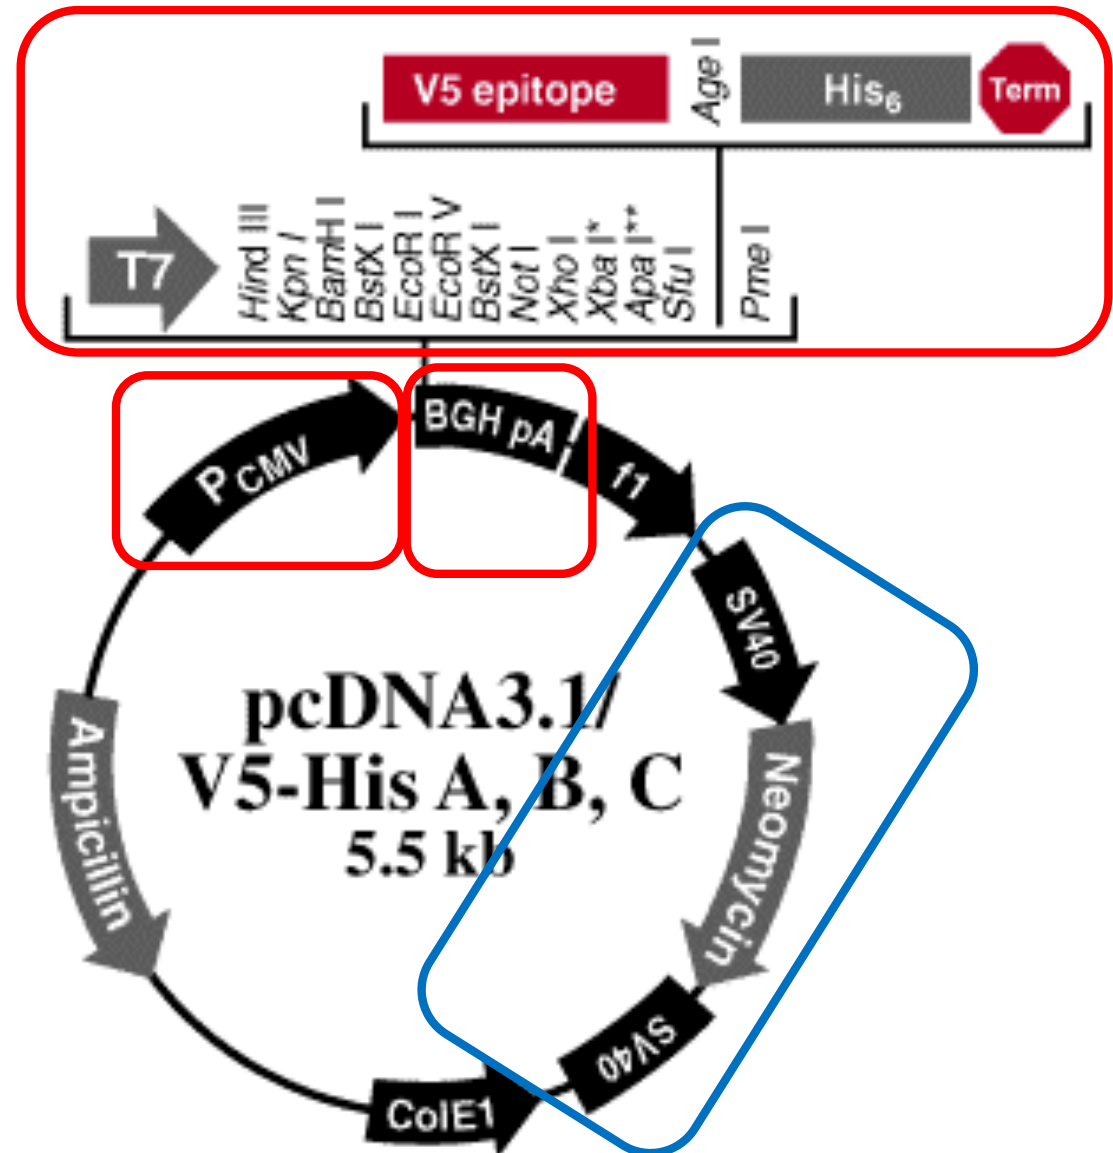 V5 epitope
Age I
His6
Term
T7
Hind III
Kpn I
BamH I
BstX I
EcoR I
EcoR V
BstX I
Not I
Xho I
Xba I*
Apa I**
Sfu I
Pme I
PCMV
BGH pA
f1
SV40
Neomycin
SV40
ColE1
Ampicillin
pcDNA3.1/
V5-His A, B, C
5.5 kb